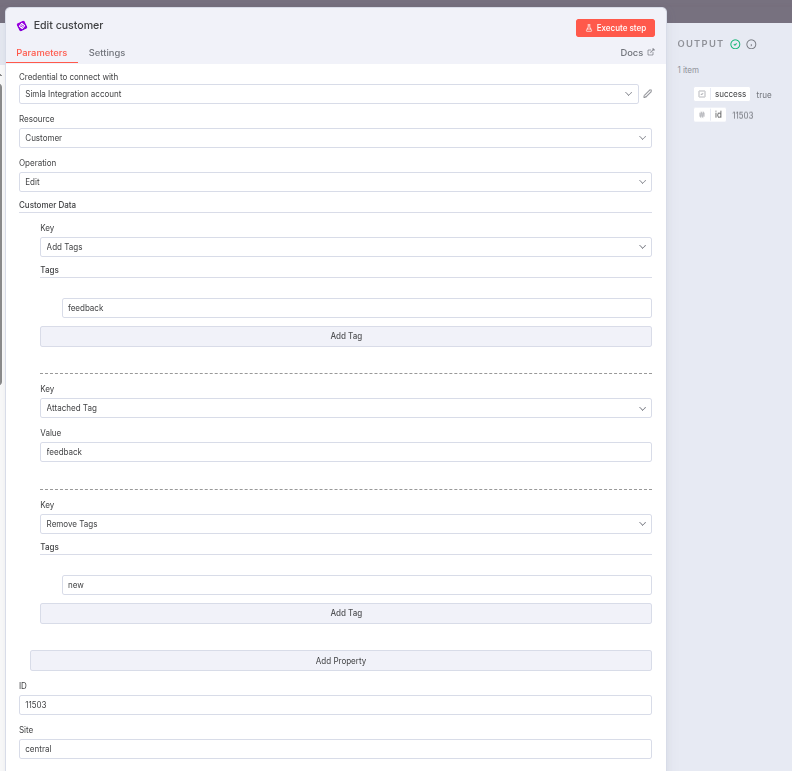 Edit customer
Execute step
Parameters
Settings
Docs
Credential to connect with
Simla Integration account
Resource
Customer
Operation
Edit
Customer Data
Key
Add Tags
Tags
feedback
Add Tag
Key
Attached Tag
Value
feedback
Key
Remove Tags
Tags
new
Add Tag
Add Property
ID
11503
Site
central
OUTPUT
1 item
success true
# id 11503